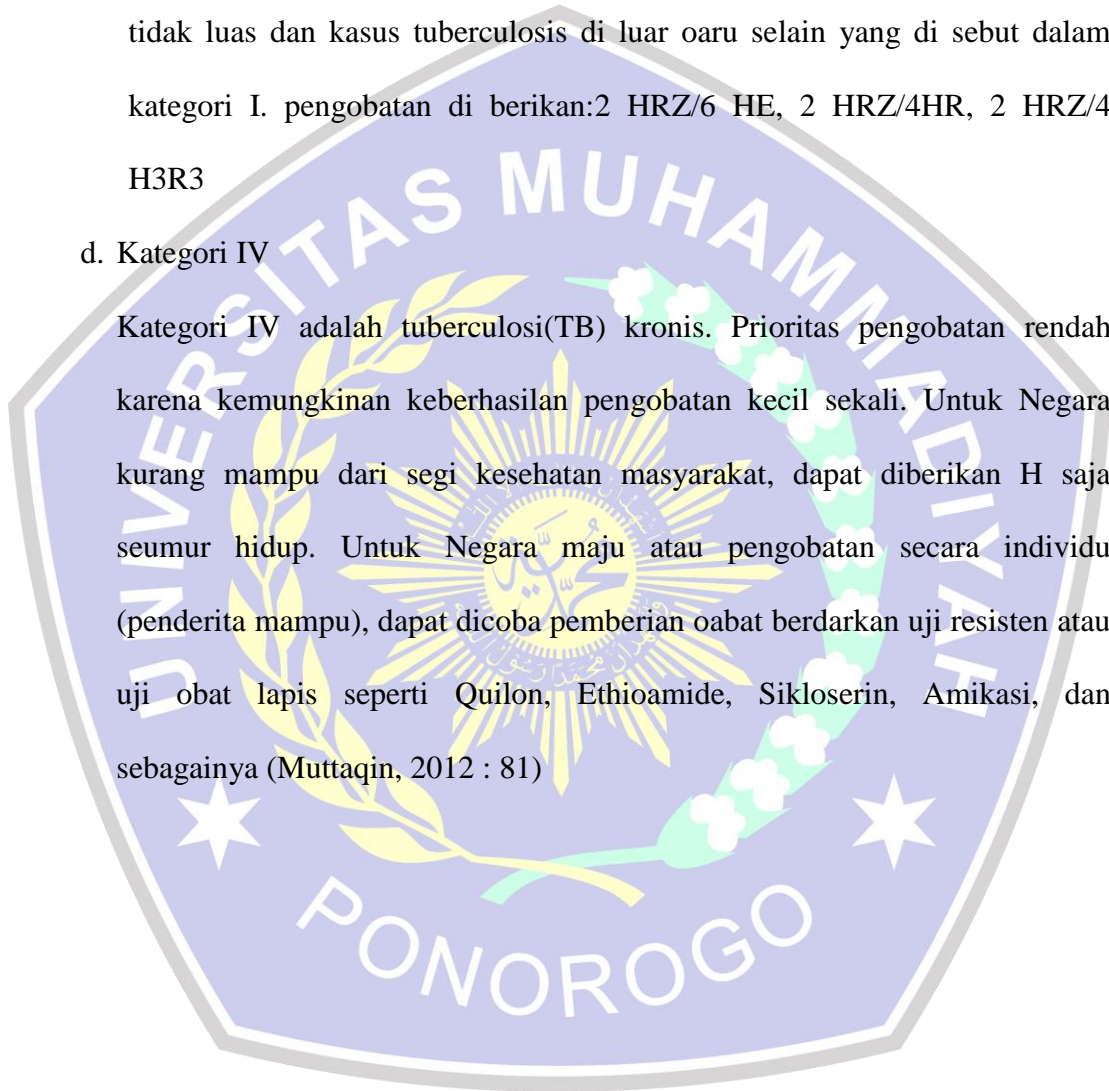 tidak luas dan kasus tuberculosis di luar oaru selain yang di sebut dalam
kategori I. pengobatan di berikan:2 HRZ/6 HE, 2 HRZ/4HR, 2 HRZ/4
H3R3
d. Kategori IV
Kategori IV adalah tuberculosi(TB) kronis. Prioritas pengobatan rendah
karena kemungkinan keberhasilan pengobatan kecil sekali. Untuk Negara
kurang mampu dari segi kesehatan masyarakat, dapat diberikan H saja
seumur hidup. Untuk Negara maju atau pengobatan secara individu
(penderita mampu), dapat dicoba pemberian oabat berdarkan uji resisten atau
uji obat lapis seperti Quilon, Ethioamide, Sikloserin, Amikasi, dan
sebagainya (Muttaqin, 2012 : 81)
UNIVERSITAS MUHAMMADIYAH
PONOROGO